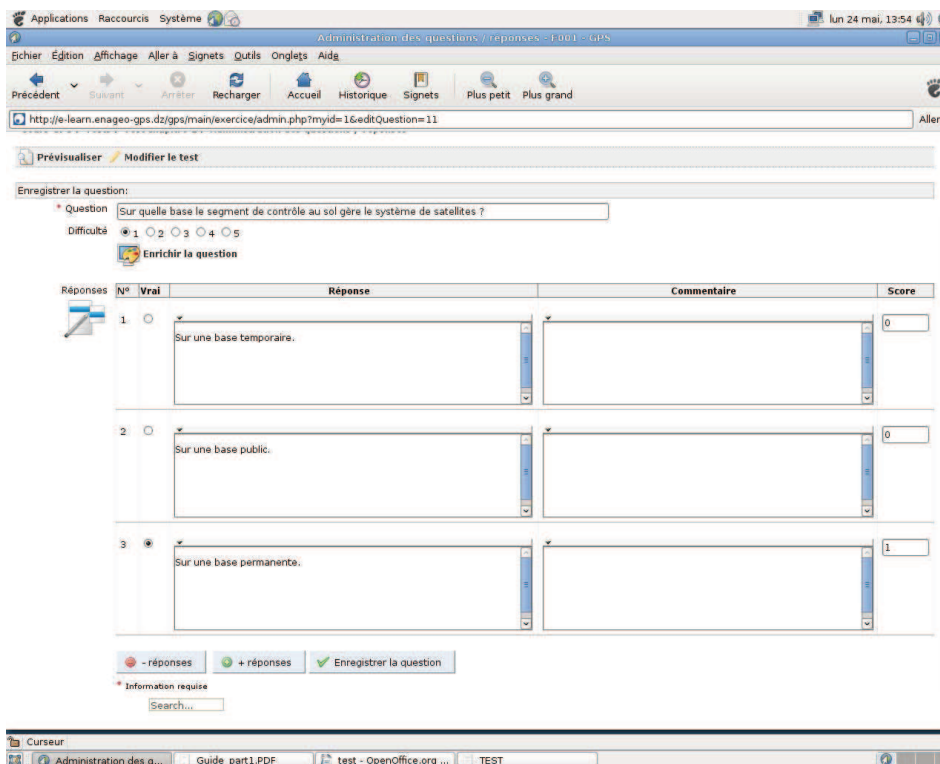 Applications Raccourcis Système lun 24 mai, 13:54
Administration des questions / réponses - F001 - GPS
Fichier Édition Affichage Aller à Signets Outils Onglets Aide
Précédent Suivant Arrêter Recharger Accueil Historique Signets Plus petit Plus grand
http://e-learn.enageo-gps.dz/gps/main/exercice/admin.php?myid=1&editQuestion=11 Aller
Prévisualiser Modifier le test
Enregistrer la question:
* Question Sur quelle base le segment de contrôle au sol gère le système de satellites ?
Difficulté 1 2 3 4 5
Enrichir la question
Réponses N° Vrai Réponse Commentaire Score
1 0
Sur une base temporaire.
2 0
Sur une base public.
3 1
Sur une base permanente.
- réponses + réponses Enregistrer la question
* Information requise
Search...
Curseur
Administration des q... Guide_part1.PDF test - OpenOffice.org ... TEST